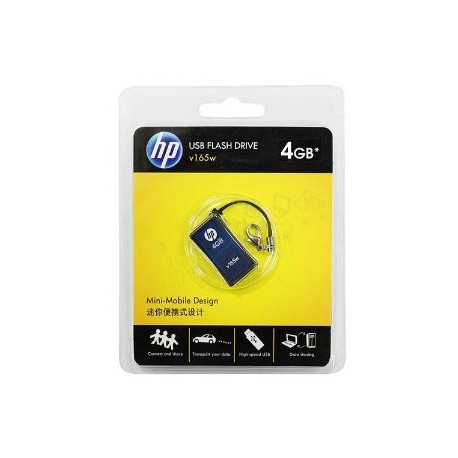 hp
USB FLASH DRIVE
v165w
4GB*
hp
4GB
v165w
Mini-Mobile Design
迷你便携式设计
Connect and share
Transport your data
High-speed USB
Data sharing